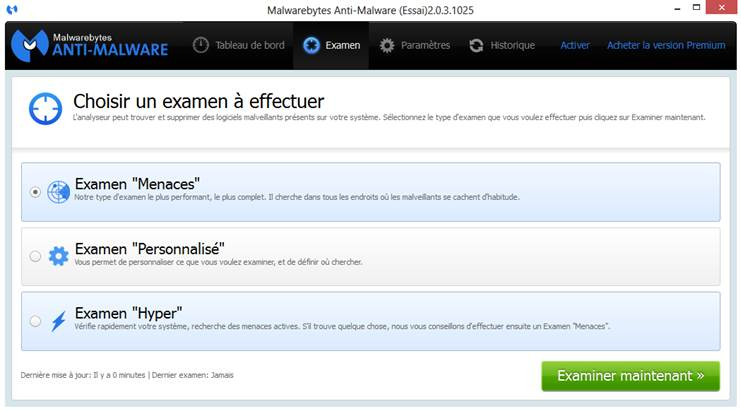 Malwarebytes Anti-Malware (Essai)2.0.3.1025
Malwarebytes
ANTI-MALWARE
Tableau de bord
Examen
Paramètres
Historique
Activer
Acheter la version Premium
Choisir un examen à effectuer
L'analyseur peut trouver et supprimer des logiciels malveillants présents sur votre système. Sélectionnez le type d'examen que vous voulez effectuer puis cliquez sur Examiner maintenant.
Examen "Menaces"
Notre type d'examen le plus performant, le plus complet. Il cherche dans tous les endroits où les malveillants se cachent d'habitude.
Examen "Personnalisé"
Vous permet de personnaliser ce que vous voulez examiner, et de définir où chercher.
Examen "Hyper"
Vérifie rapidement votre système, recherche des menaces actives. S'il trouve quelque chose, nous vous conseillons d'effectuer ensuite un Examen "Menaces".
Dernière mise à jour: Il y a 0 minutes | Dernier examen: Jamais
Examiner maintenant »